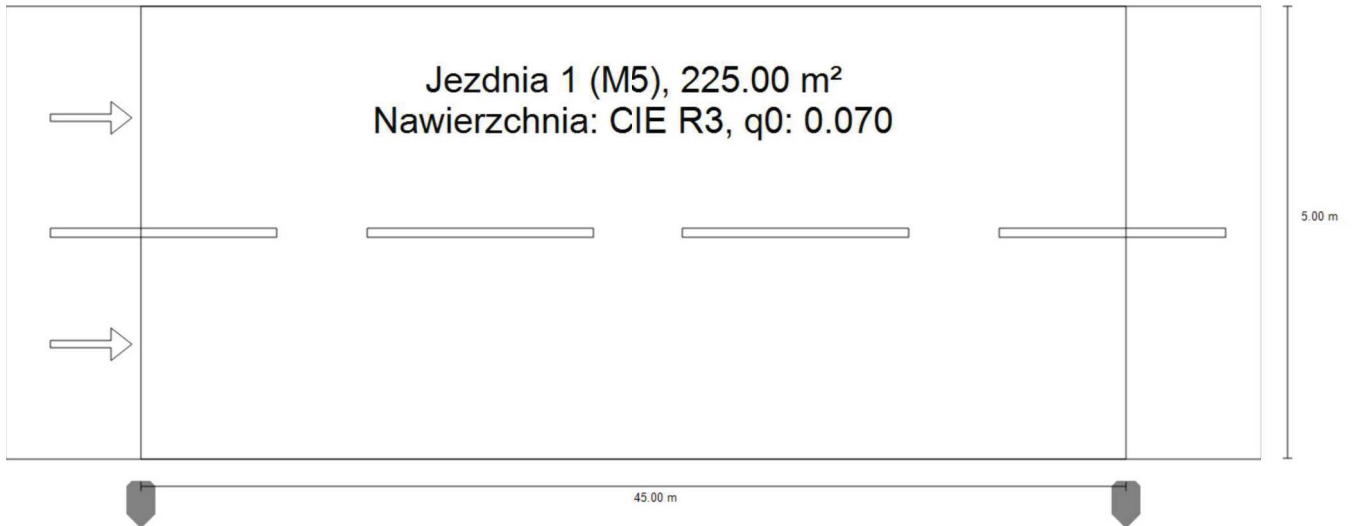 Jezdnia 1 (M5), 225.00 m²
Nawierzchnia: CIE R3, q0: 0.070
5.00 m
45.00 m